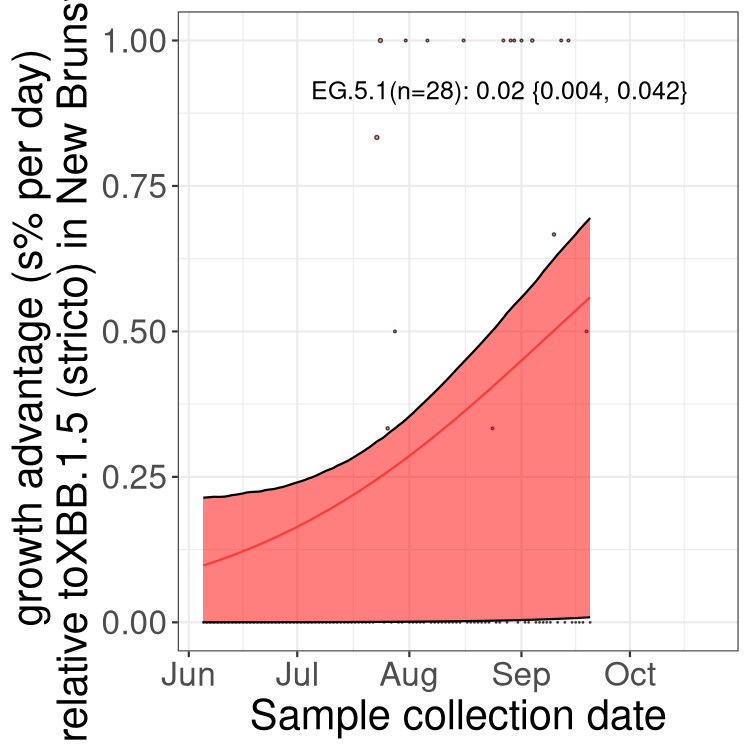 growth advantage (s% per day)
relative toXBB.1.5 (stricto) in New
1.00
0.75
0.50
0.25
0.00
EG.5.1(n=28): 0.02 {0.004, 0.042}
Jun Jul Aug Sep Oct
Sample collection date